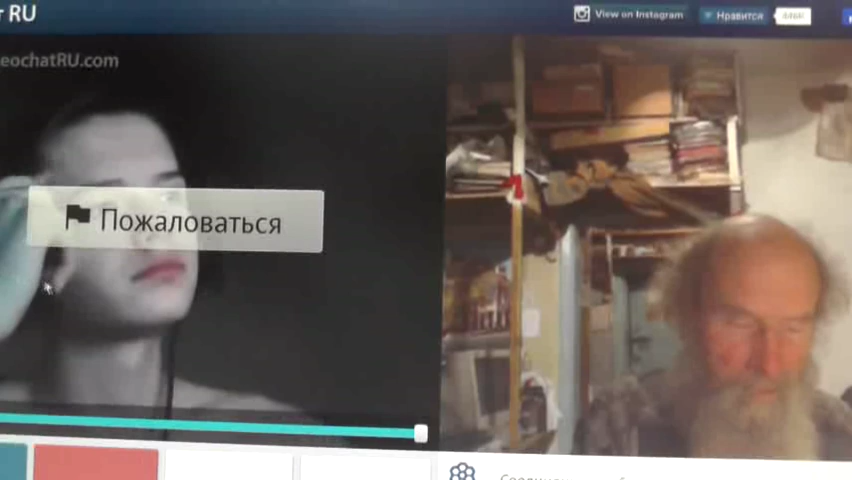 RU
View on Instagram
Нравится
eochatRU.com
Пожаловаться